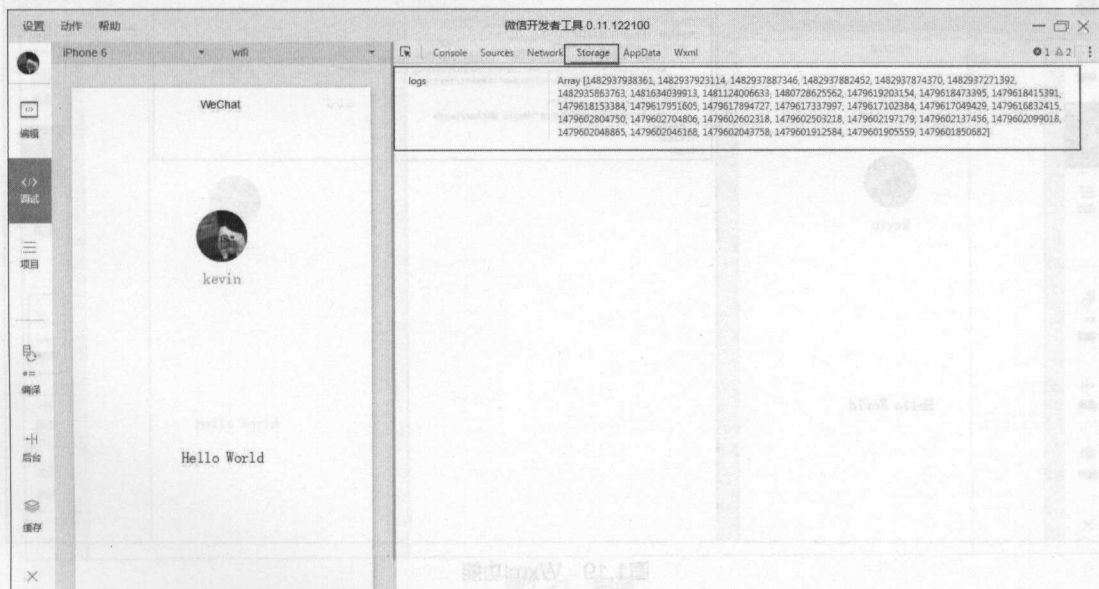 设置 动作 帮助
微信开发者工具 0.11.122100
iPhone 6 wifi
Console Sources Network Storage AppData Wxml
1 2
编辑
调试
项目
编译
后台
缓存
WeChat
kevin
Hello World
logs
Array [1482937938361, 1482937923114, 1482937887346, 1482937882452, 1482937874370, 1482937271392,
1482935863763, 1481634039913, 1481124006633, 1480728625562, 1479619203154, 1479618473395, 1479618415391,
1479618153384, 1479617951605, 1479617894727, 1479617337997, 1479617102384, 1479617049429, 1479616832415,
1479602804750, 1479602704806, 1479602602318, 1479602503218, 1479602197179, 1479602137456, 1479602099018,
1479602048865, 1479602046168, 1479602043758, 1479601912584, 1479601905559, 1479601850682]